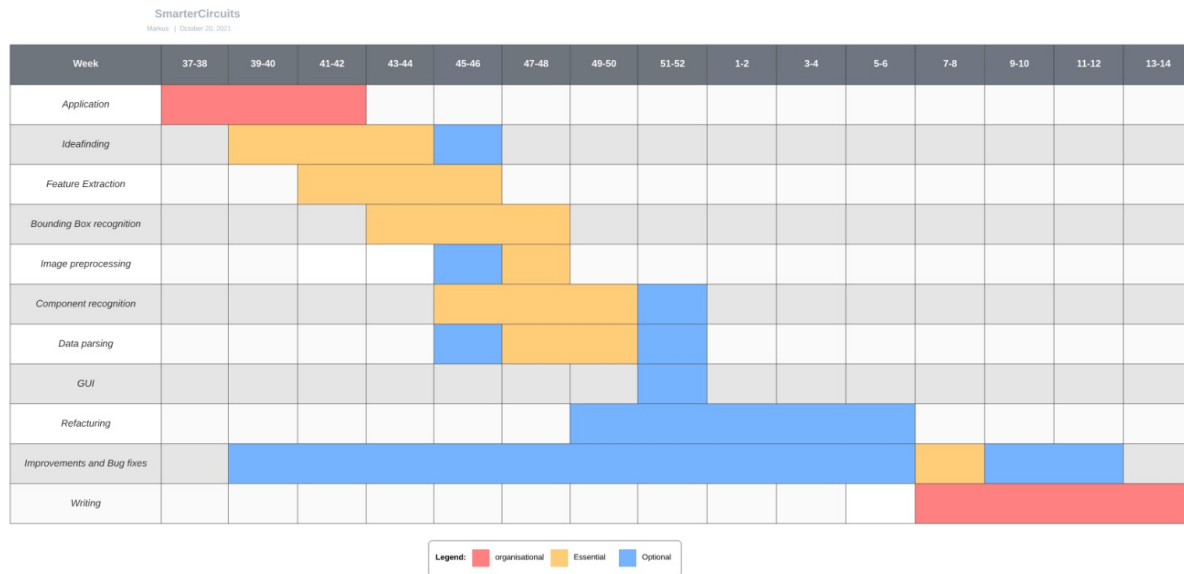 SmarterCircuits
Markus | October 20, 2021
Week 37-38 39-40 41-42 43-44 45-46 47-48 49-50 51-52 1-2 3-4 5-6 7-8 9-10 11-12 13-14
Application
Ideafinding
Feature Extraction
Bounding Box recognition
Image preprocessing
Component recognition
Data parsing
GUI
Refacturing
Improvements and Bug fixes
Writing
Legend: organisational Essential Optional